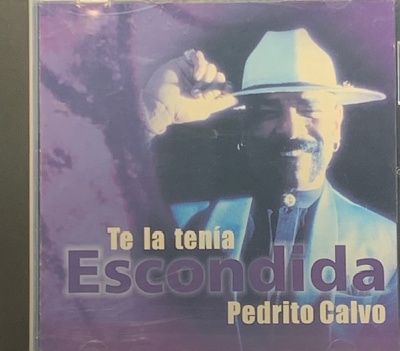 Te la tenía
Escondida
Pedrito Calvo